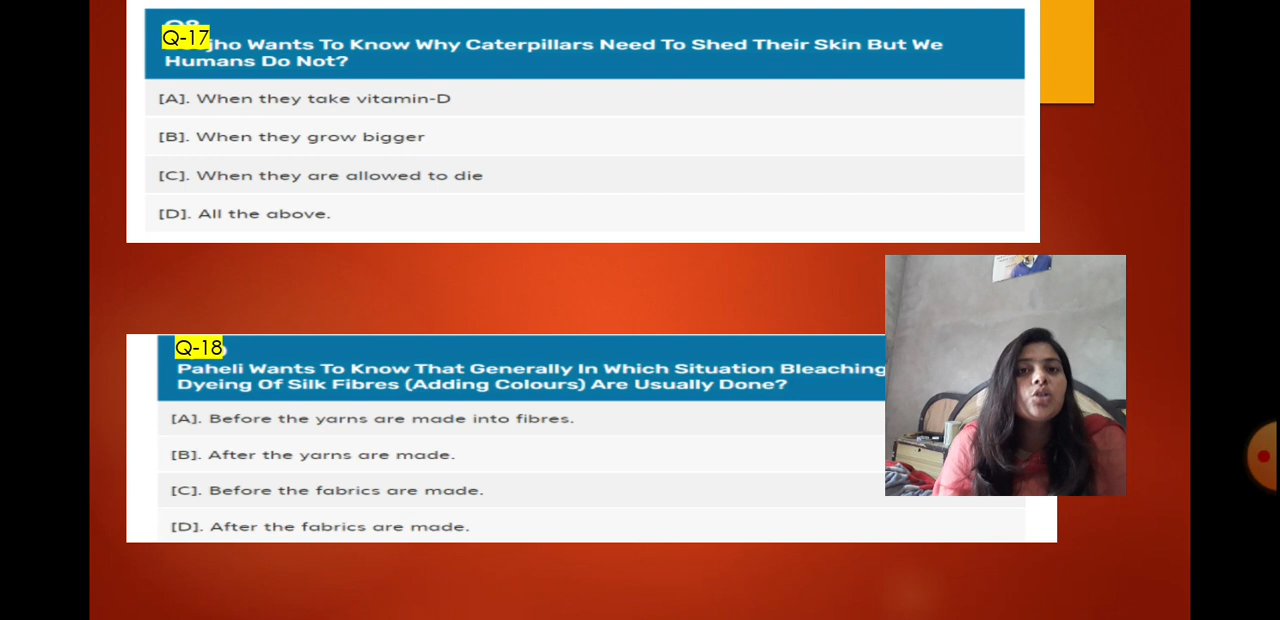 Q-17
Wants To Know Why Caterpillars Need To Shed Their Skin But We
Humans Do Not?
[A]. When they take vitamin-D
[B]. When they grow bigger
[C]. When they are allowed to die
[D]. All the above.
Q-18
Paheli Wants To Know That Generally In Which Situation Bleaching
Dyeing Of Silk Fibres (Adding Colours) Are Usually Done?
[A]. Before the yarns are made into fibres.
[B]. After the yarns are made.
[C]. Before the fabrics are made.
[D]. After the fabrics are made.